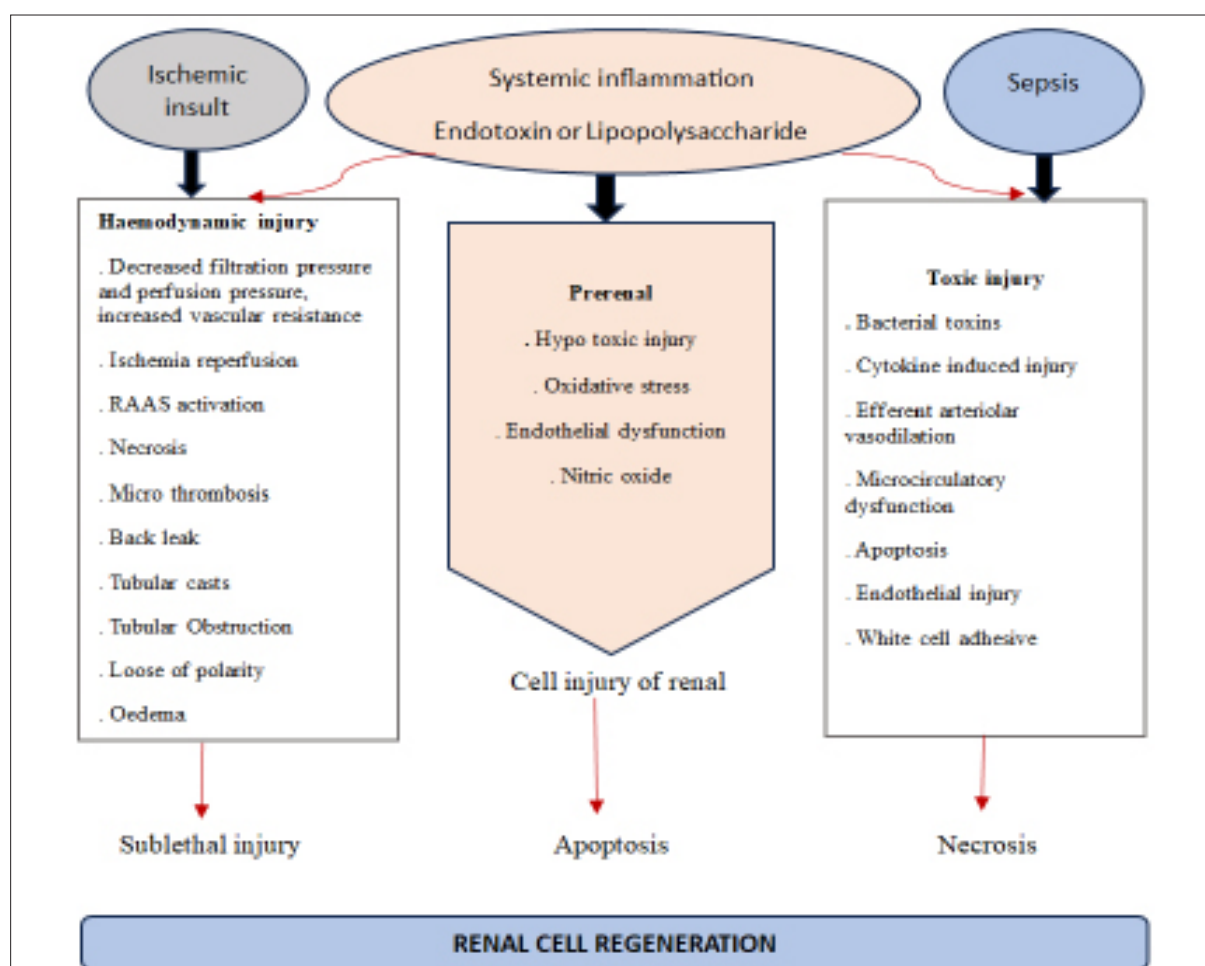 Ischemic
insult
Systemic inflammation
Endotoxin or Lipopolysaccharide
Sepsis
Haemodynamic injury
. Decreased filtration pressure
and perfusion pressure,
increased vascular resistance
. Ischemia reperfusion
. RAAS activation
. Necrosis
. Micro thrombosis
. Back leak
. Tubular casts
. Tubular Obstruction
. Loose of polarity
. Oedema
Prerenal
. Hypo toxic injury
. Oxidative stress
. Endothelial dysfunction
. Nitric oxide
Toxic injury
. Bacterial toxins
. Cytokine induced injury
. Efferent arteriolar
vasodilation
. Microcirculatory
dysfunction
. Apoptosis
. Endothelial injury
. White cell adhesive
Cell injury of renal
Sublethal injury
Apoptosis
Necrosis
RENAL CELL REGENERATION